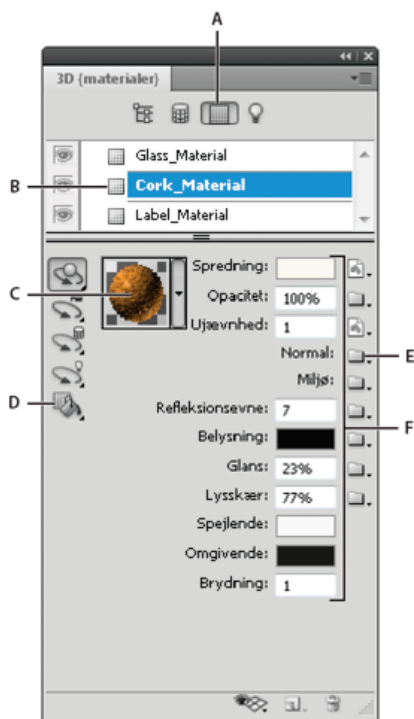 A
3D {materialer}
Glass_Material
B
Cork_Material
Label_Material
C
Spredning:
Opacitet: 100%
Ujævnhed: 1
Normal:
E
Miljø:
D
Refleksionsevne: 7
F
Belysning:
Glans: 23%
Lysskær: 77%
Spejlende:
Omgivende:
Brydning: 1